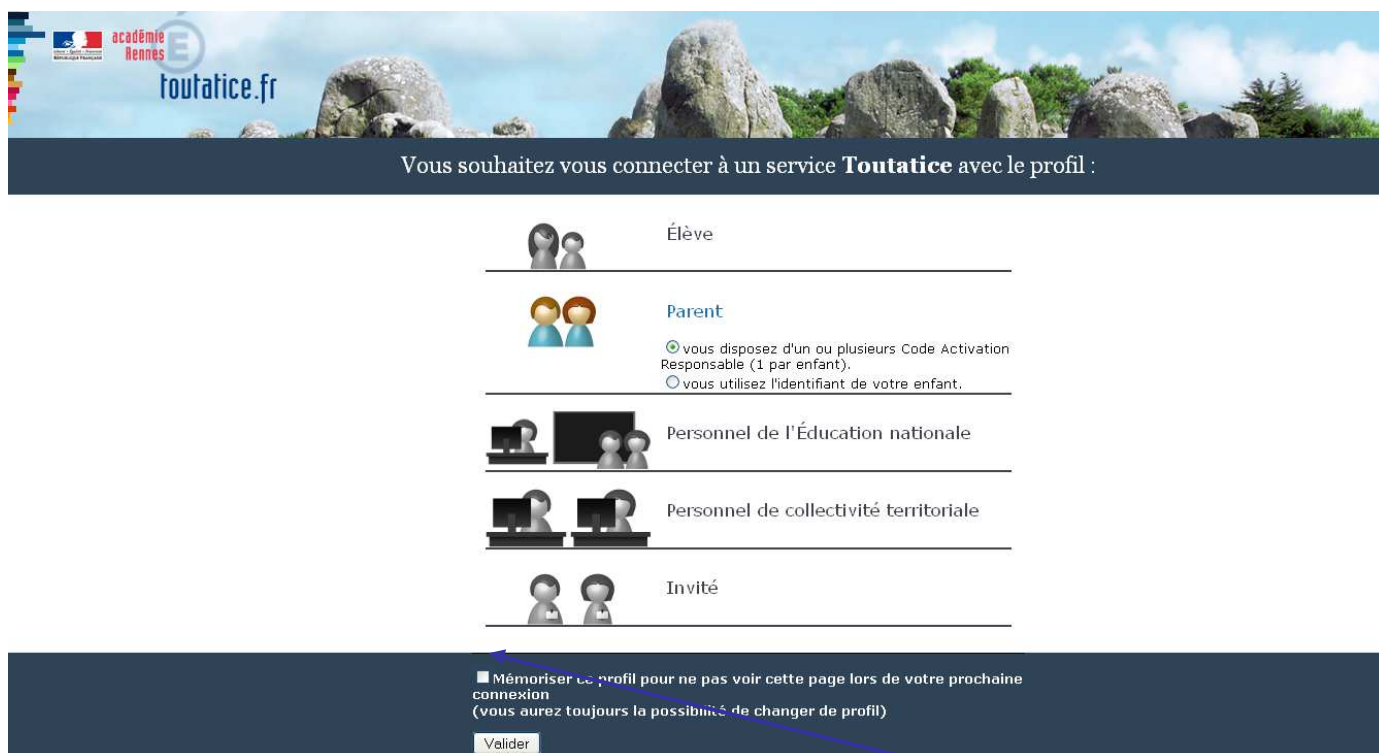 académie
Rennes
toutatice.fr
Vous souhaitez vous connecter à un service Toutatice avec le profil :
Élève
Parent
vous disposez d'un ou plusieurs Code Activation
Responsable (1 par enfant).
vous utilisez l'identifiant de votre enfant.
Personnel de l'Éducation nationale
Personnel de collectivité territoriale
Invité
Mémoriser ce profil pour ne pas voir cette page lors de votre prochaine
connexion
(vous aurez toujours la possibilité de changer de profil)
Valider